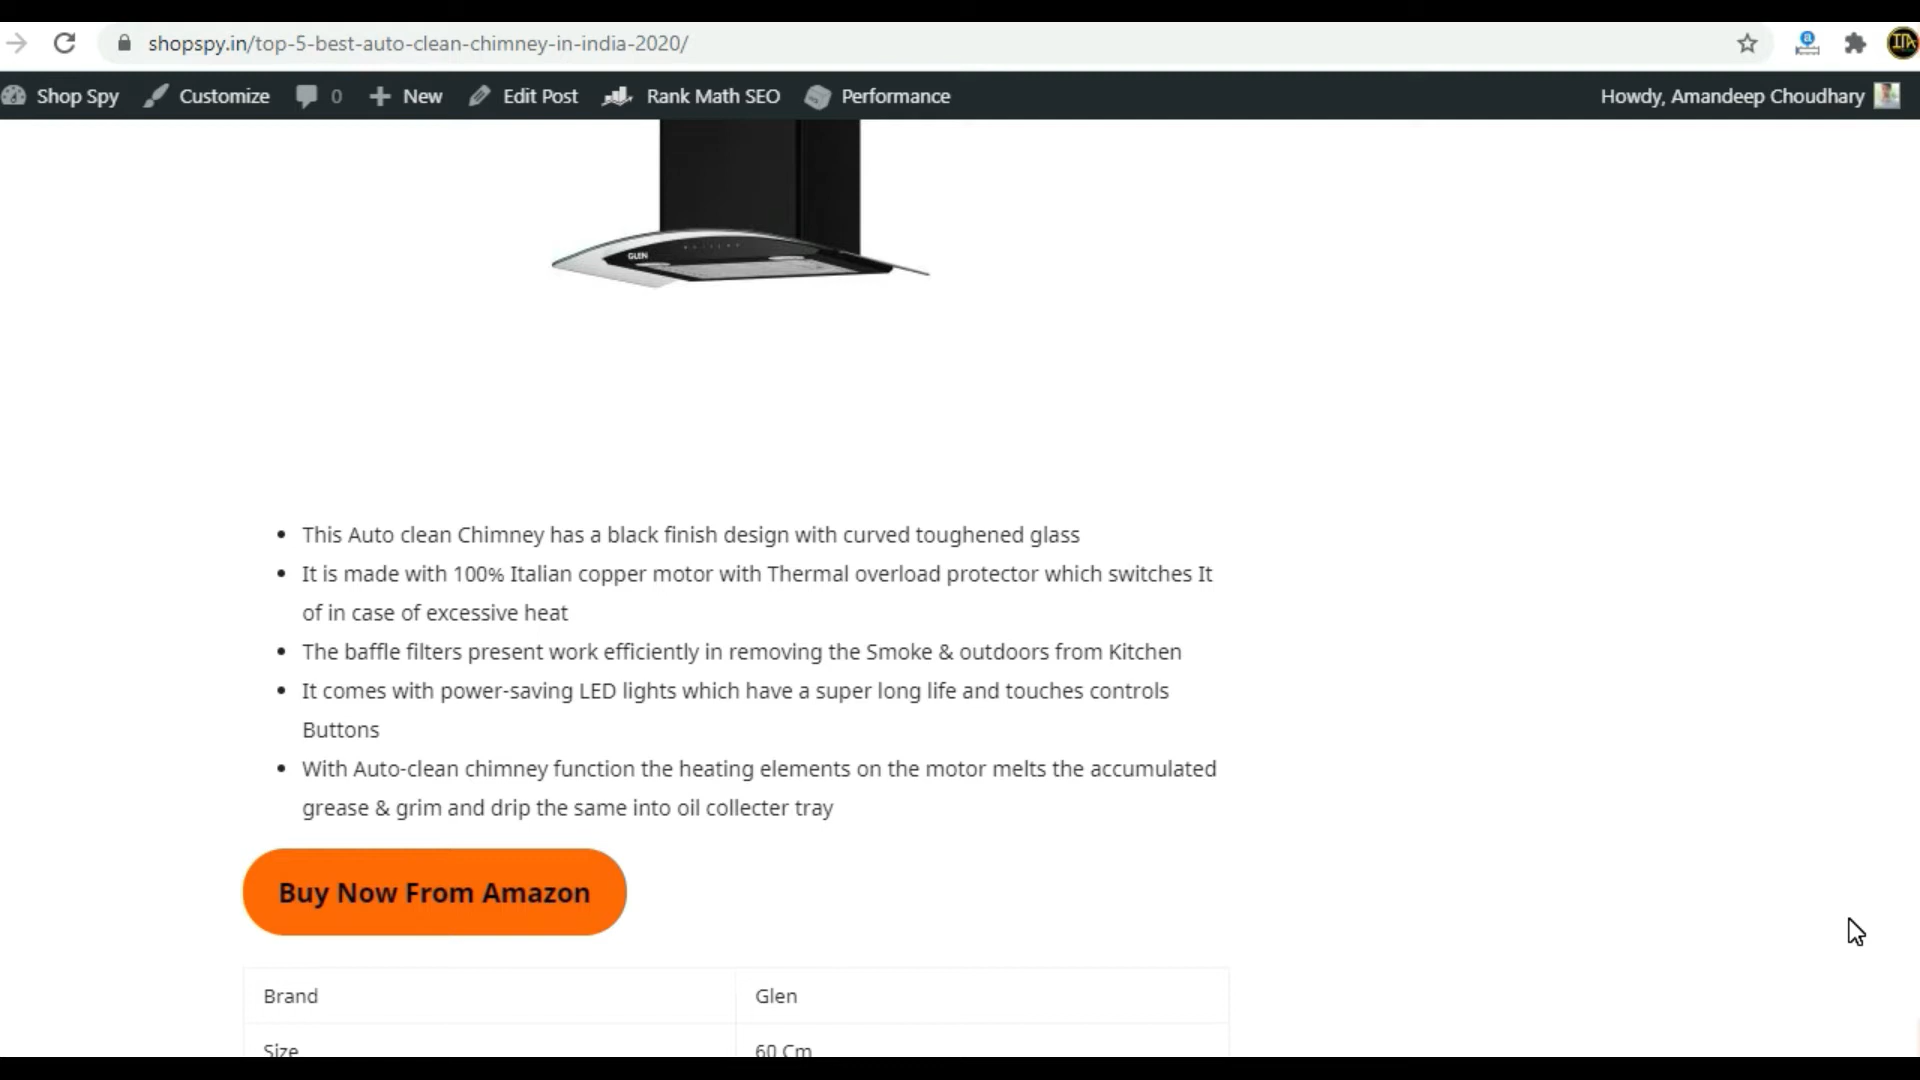 shopspy.in/top-5-best-auto-clean-chimney-in-india-2020/
Shop Spy Customize 0 New Edit Post Rank Math SEO Performance Howdy, Amandeep Choudhary
GLEN
This Auto clean Chimney has a black finish design with curved toughened glass
It is made with 100% Italian copper motor with Thermal overload protector which switches It
of in case of excessive heat
The baffle filters present work efficiently in removing the Smoke & outdoors from Kitchen
It comes with power-saving LED lights which have a super long life and touches controls
Buttons
With Auto-clean chimney function the heating elements on the motor melts the accumulated
grease & grim and drip the same into oil collecter tray
Buy Now From Amazon
Brand Glen
Size 60 Cm